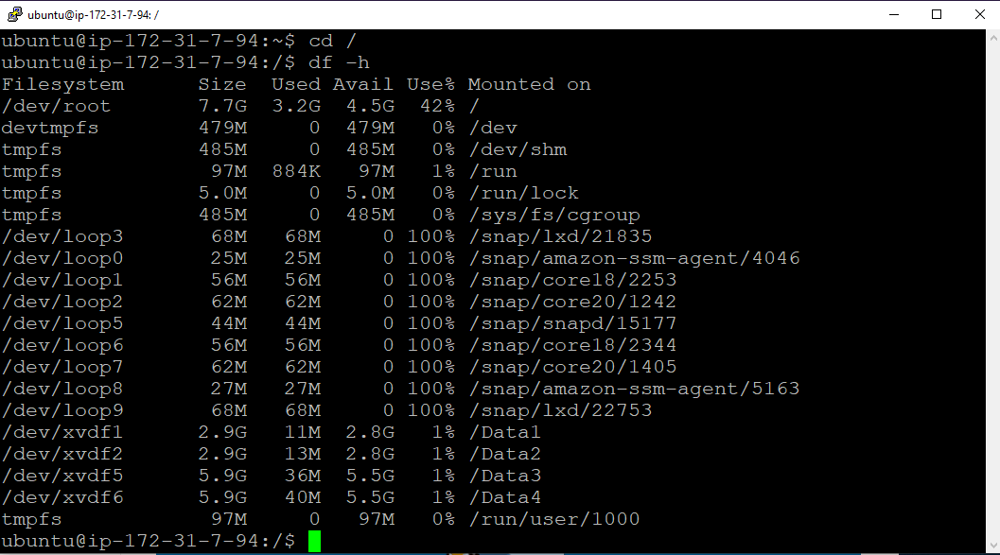 ubuntu@ip-172-31-7-94: /
ubuntu@ip-172-31-7-94:~$ cd /
ubuntu@ip-172-31-7-94:/$ df -h
Filesystem      Size  Used Avail Use% Mounted on
/dev/root       7.7G  3.2G  4.5G  42% /
devtmpfs        479M     0  479M   0% /dev
tmpfs           485M     0  485M   0% /dev/shm
tmpfs            97M  884K   97M   1% /run
tmpfs           5.0M     0  5.0M   0% /run/lock
tmpfs           485M     0  485M   0% /sys/fs/cgroup
/dev/loop3       68M   68M     0 100% /snap/lxd/21835
/dev/loop0       25M   25M     0 100% /snap/amazon-ssm-agent/4046
/dev/loop1       56M   56M     0 100% /snap/core18/2253
/dev/loop2       62M   62M     0 100% /snap/core20/1242
/dev/loop5       44M   44M     0 100% /snap/snapd/15177
/dev/loop6       56M   56M     0 100% /snap/core18/2344
/dev/loop7       62M   62M     0 100% /snap/core20/1405
/dev/loop8       27M   27M     0 100% /snap/amazon-ssm-agent/5163
/dev/loop9       68M   68M     0 100% /snap/lxd/22753
/dev/xvdf1      2.9G   11M  2.8G   1% /Data1
/dev/xvdf2      2.9G   13M  2.8G   1% /Data2
/dev/xvdf5      5.9G   36M  5.5G   1% /Data3
/dev/xvdf6      5.9G   40M  5.5G   1% /Data4
tmpfs            97M     0   97M   0% /run/user/1000
ubuntu@ip-172-31-7-94:/$